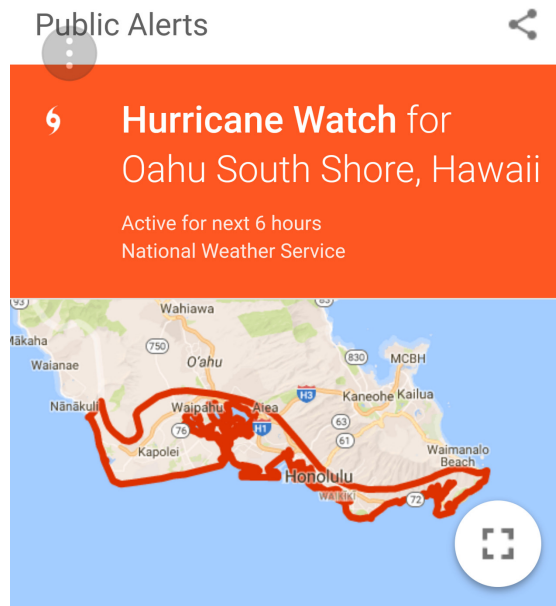 Public Alerts
Hurricane Watch for
Oahu South Shore, Hawaii
Active for next 6 hours
National Weather Service
93
83
Wahiawa
750
O'ahu
830
MCBH
Mākaha
Waianae
H3
Kaneohe Kailua
Nānākuli
Waipahu
Aiea
76
H1
63
61
Kapolei
Waimanalo
Beach
Honolulu
WAIKIKI
72